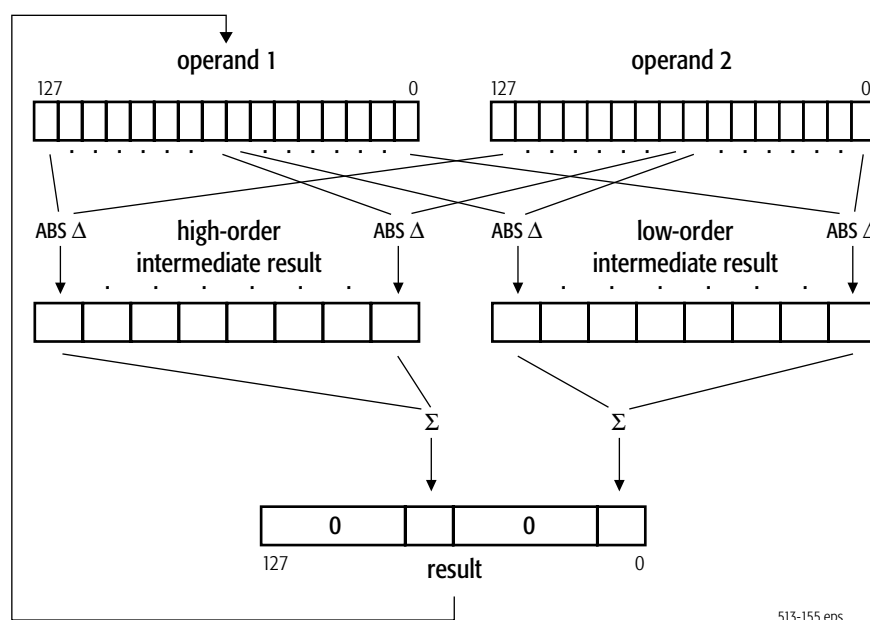 operand 1 operand 2
127 0 127 0
. . . . . . . . . . . . . . . . . . . . . . . .
ABS Δ high-order ABS Δ ABS Δ low-order ABS Δ
intermediate result intermediate result
. . . . . . . . . . . .
Σ Σ
0 0
127 result 0
513-155.eps